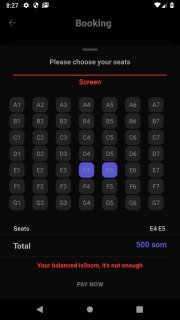 8:27
Booking
Please choose your seats
Screen
A1 A2 A3 A4 A5 A6 A7
B1 B2 B3 B4 B5 B6 B7
C1 C2 C3 C4 C5 C6 C7
D1 D2 D3 D4 D5 D6 D7
E1 E2 E3 E4 E5 E6 E7
F1 F2 F3 F4 F5 F6 F7
G1 G2 G3 G4 G5 G6 G7
Seats E4 E5
Total 500 som
Your balanced is0som, it's not enough
PAY NOW